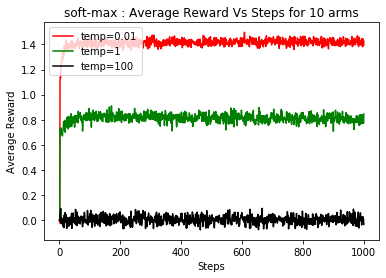 soft-max : Average Reward Vs Steps for 10 arms
temp=0.01
temp=1
temp=100
Average Reward
1.4
1.2
1.0
0.8
0.6
0.4
0.2
0.0
0
200
400
600
800
1000
Steps